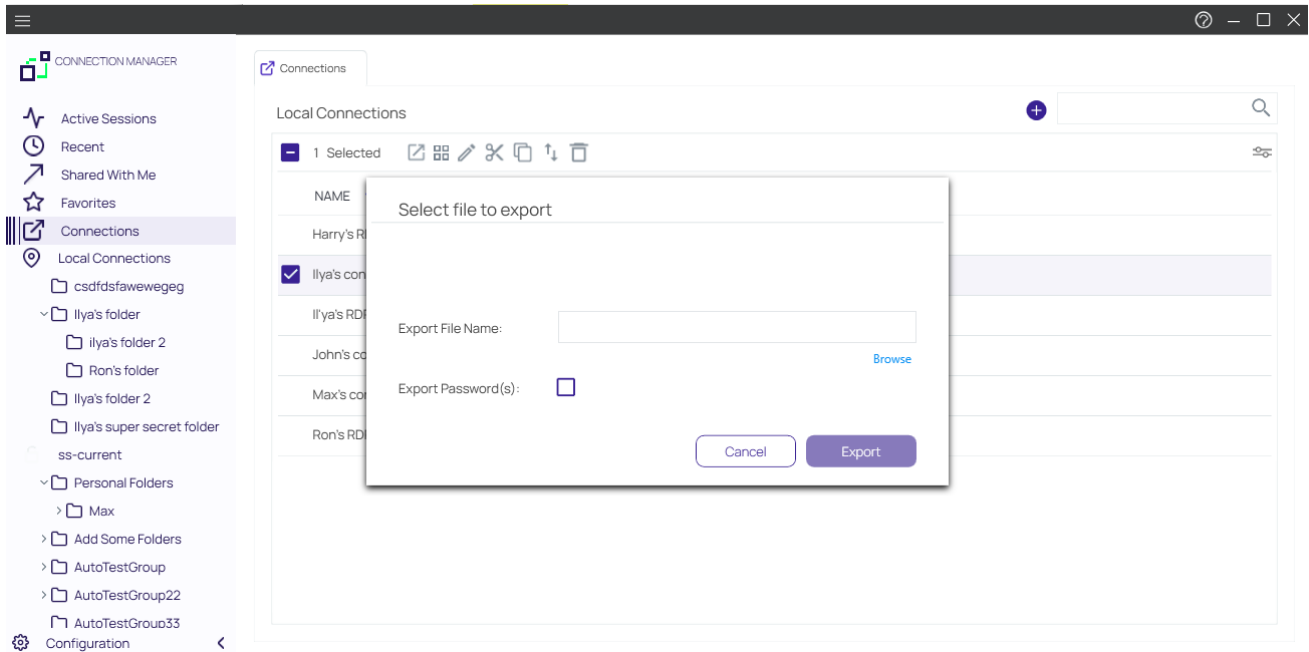 CONNECTION MANAGER
Active Sessions
Recent
Shared With Me
Favorites
Connections
Local Connections
csdfdsfawewegeg
Ilya's folder
ilya's folder 2
Ron's folder
Ilya's folder 2
Ilya's super secret folder
ss-current
Personal Folders
Max
Add Some Folders
AutoTestGroup
AutoTestGroup22
AutoTestGroup33
Configuration
Connections
Local Connections
1 Selected
NAME
Harry's RD
Ilya's con
Il'ya's RDP
John's co
Max's con
Ron's RDP
Select file to export
Export File Name:
Browse
Export Password(s):
Cancel
Export